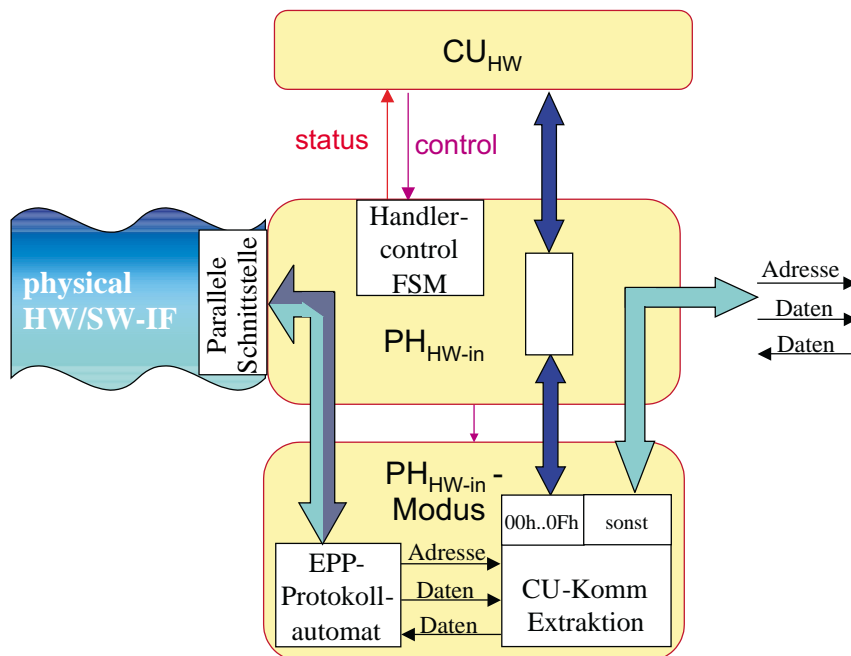 CU HW
status
control
Handler-
control
FSM
physical
HW/SW-IF
Parallele
Schnittstelle
PH HW-in
Adresse
Daten
Daten
PH HW-in -
Modus
00h..0Fh
sonst
EPP-
Protokoll-
automat
Adresse
Daten
Daten
CU-Komm
Extraktion